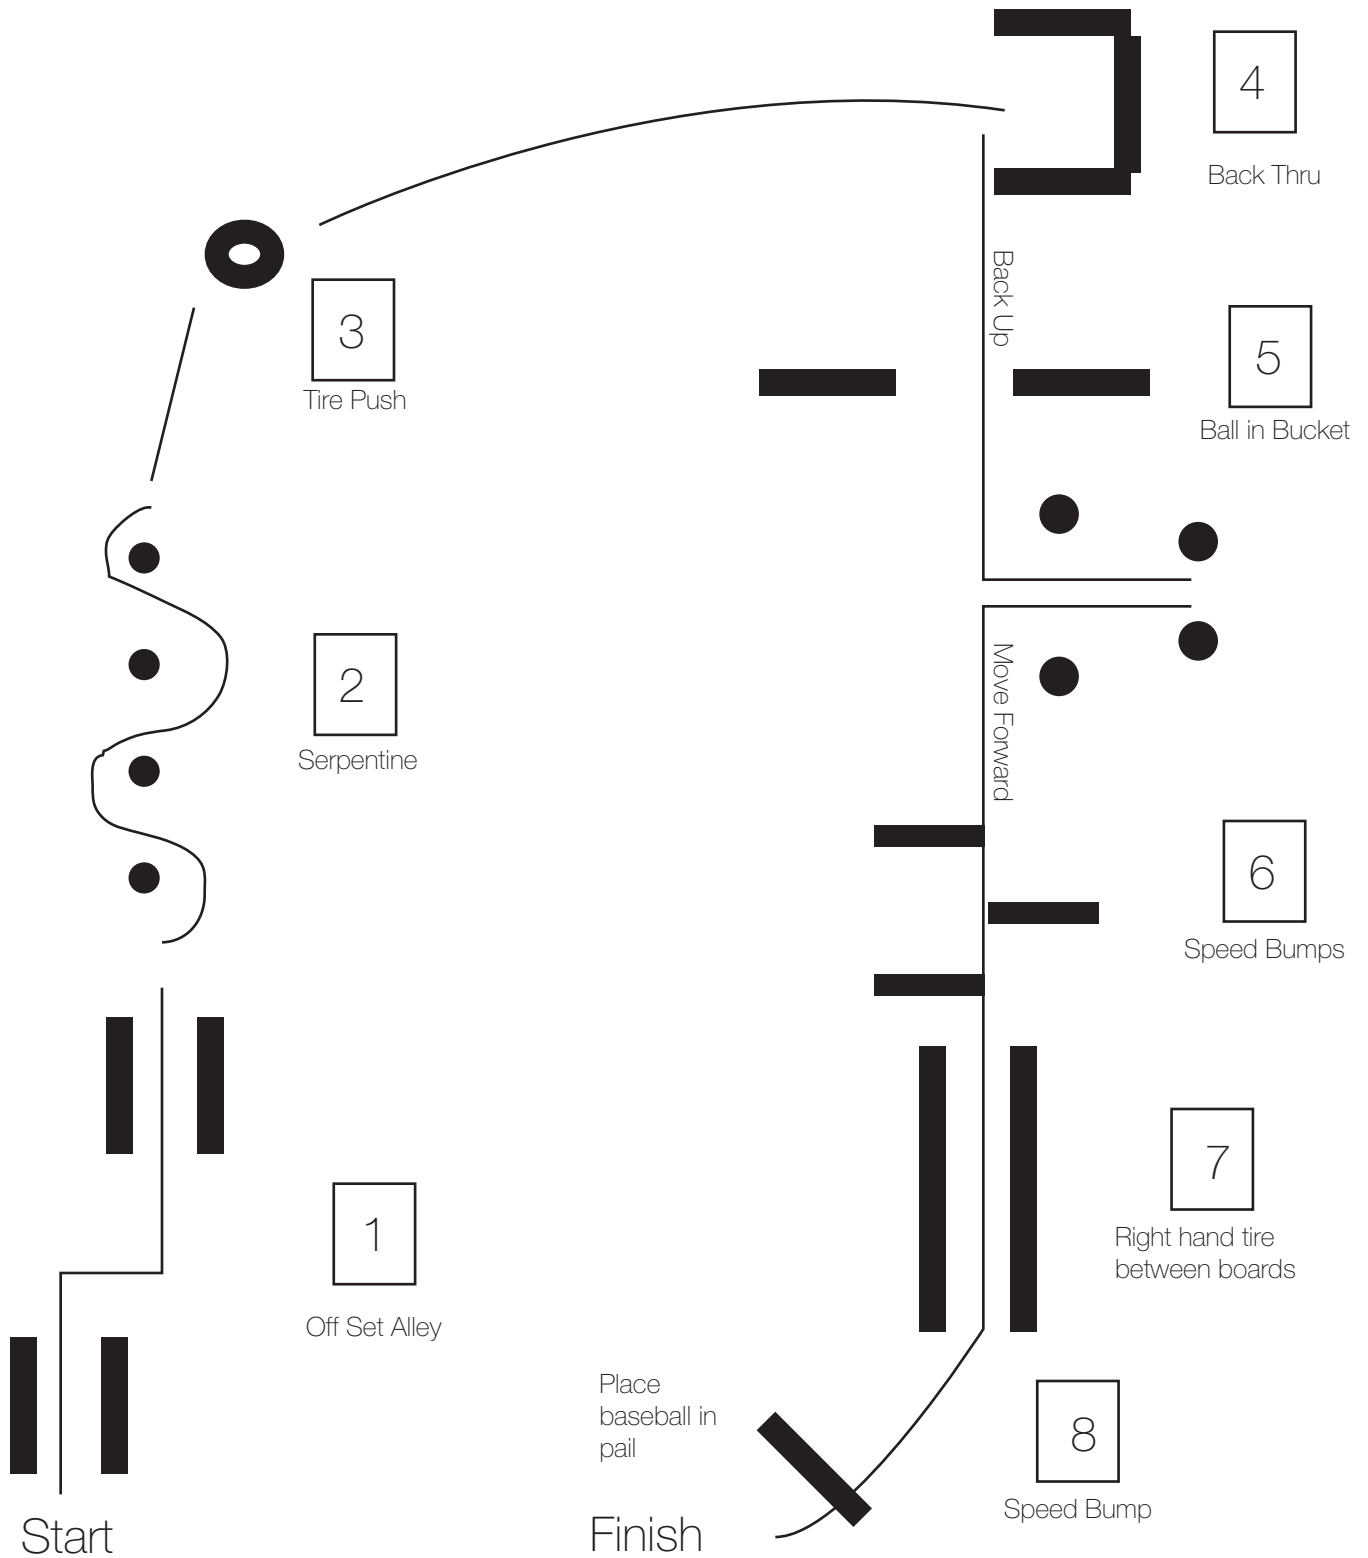 4
Back Thru
Back Up
3
Tire Push
5
Ball in Bucket
2
Serpentine
Move Forward
6
Speed Bumps
7
Right hand tire
between boards
1
Off Set Alley
Place
baseball in
pail
8
Speed Bump
Start
Finish